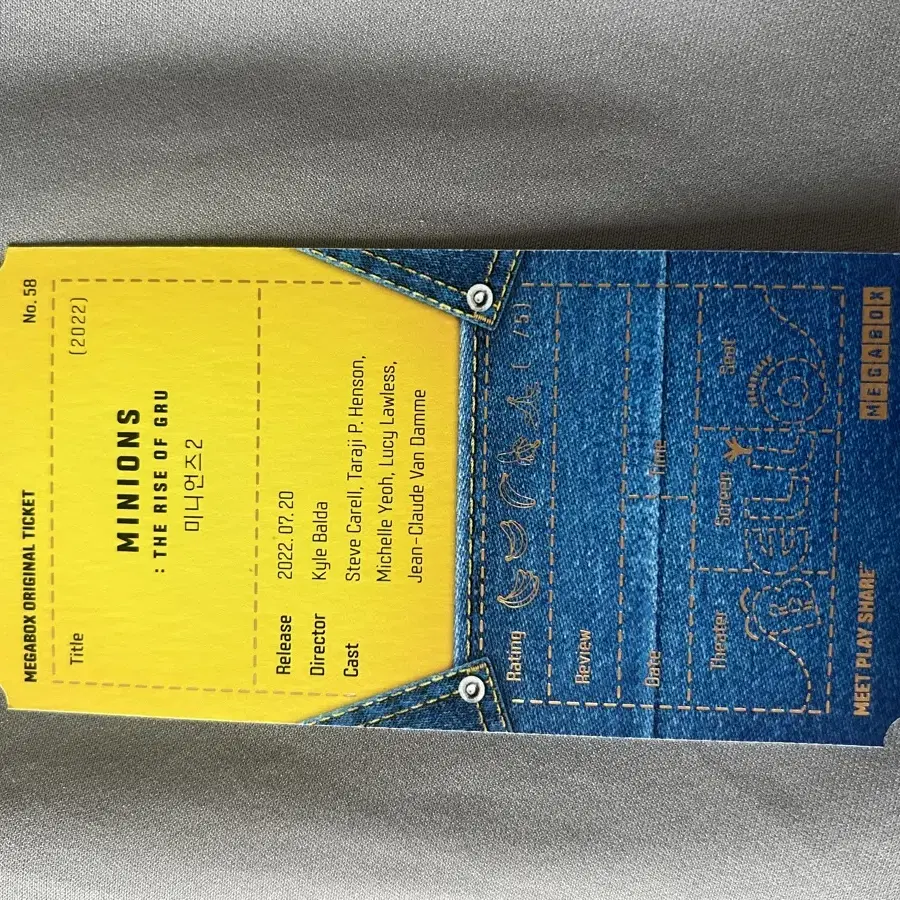 MEGABOX ORIGINAL TICKET No. 58
Title (2022)
MINIONS
: THE RISE OF GRU
미니언즈2
Release 2022.07.20
Director Kyle Balda
Cast Steve Carell, Taraji P. Henson,
Michelle Yeoh, Lucy Lawless,
Jean-Claude Van Damme
Rating ( /5)
Review
Date Time
Theater Screen Seat
BELLO
MEET PLAY SHARE™ MEGABOX